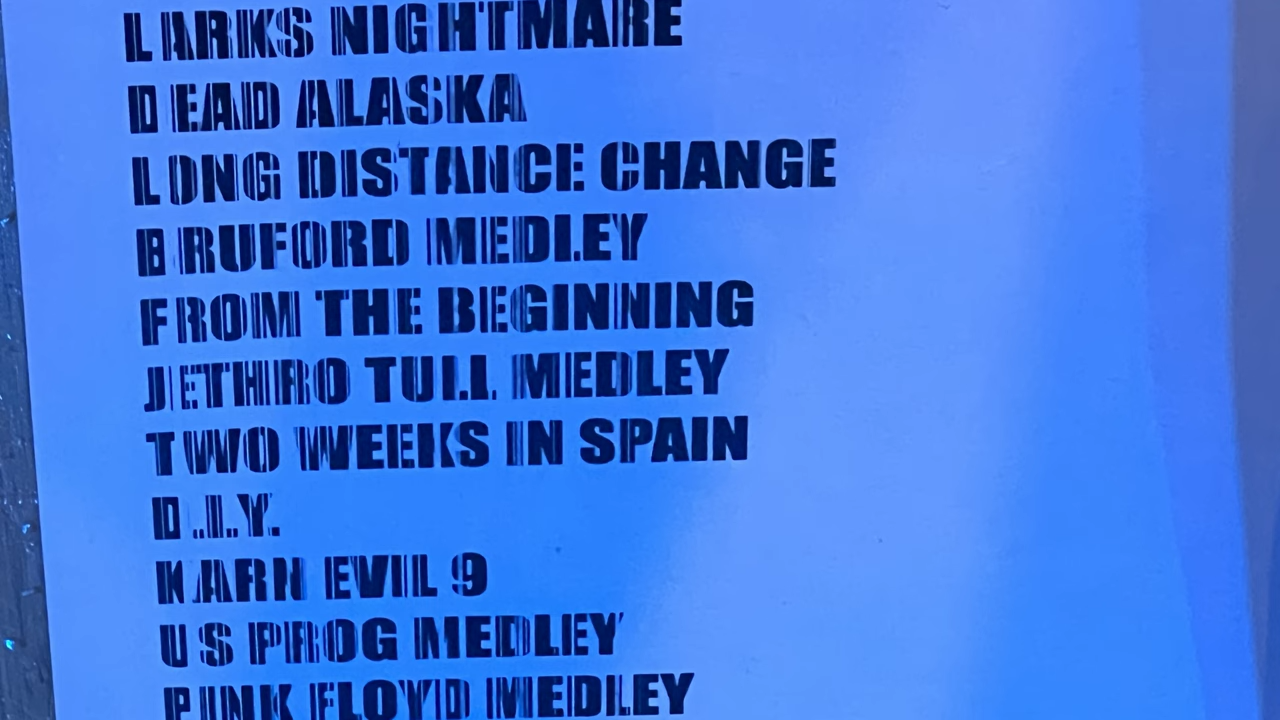 LARKS NIGHTMARE
DEAD ALASKA
LONG DISTANCE CHANGE
BRUFORD MEDLEY
FROM THE BEGINNING
JETHRO TULL MEDLEY
TWO WEEKS IN SPAIN
D.I.Y.
KARN EVIL 9
US PROG MEDLEY
PINK FLOYD MEDLEY